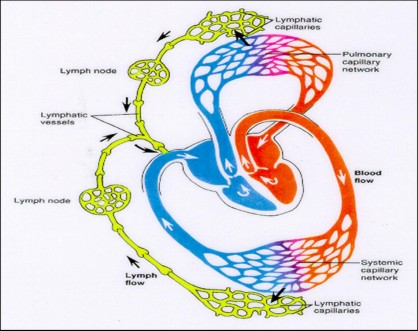 Lymphatic
capillaries
Pulmonary
capillary
network
Lymph node
Lymphatic
vessels
Blood
flow
Lymph node
Systemic
capillary
network
Lymph
flow
Lymphatic
capillaries